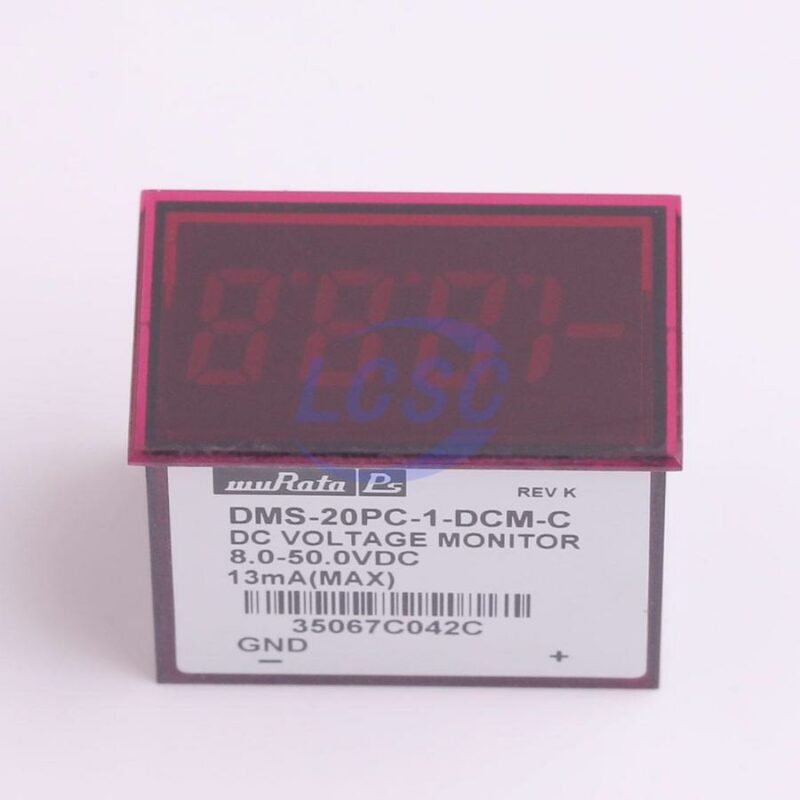 LCSC
muRata Ps
REV K
DMS-20PC-1-DCM-C
DC VOLTAGE MONITOR
8.0-50.0VDC
13mA(MAX)
35067C042C
GND
− +